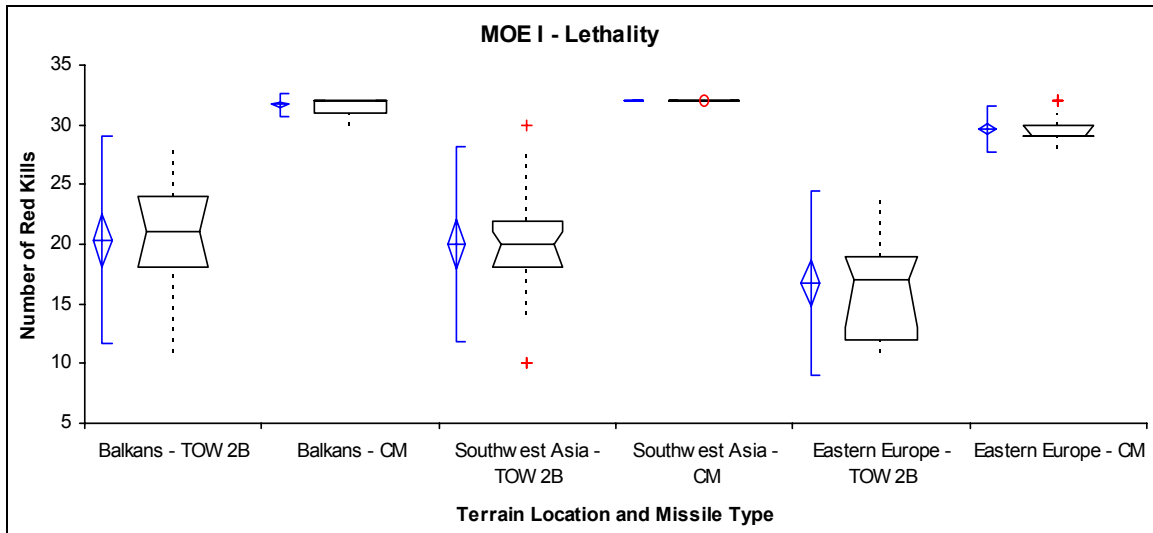 MOE I - Lethality
Number of Red Kills
35
30
25
20
15
10
5
Balkans - TOW 2B
Balkans - CM
Southwest Asia -
TOW 2B
Southwest Asia -
CM
Eastern Europe -
TOW 2B
Eastern Europe - CM
Terrain Location and Missile Type